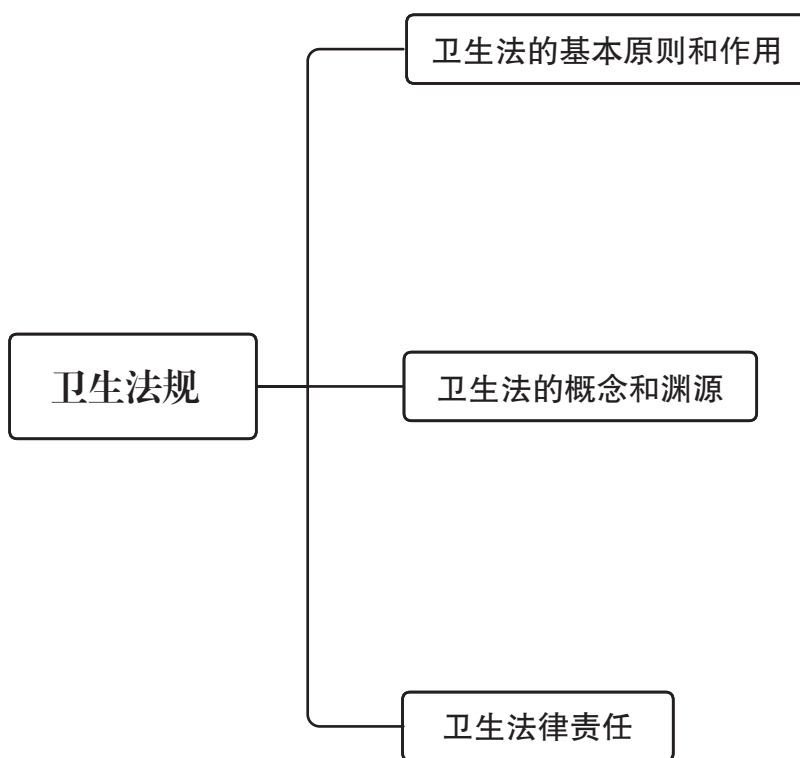 卫生法的基本原则和作用
卫生法规
卫生法的概念和渊源
卫生法律责任